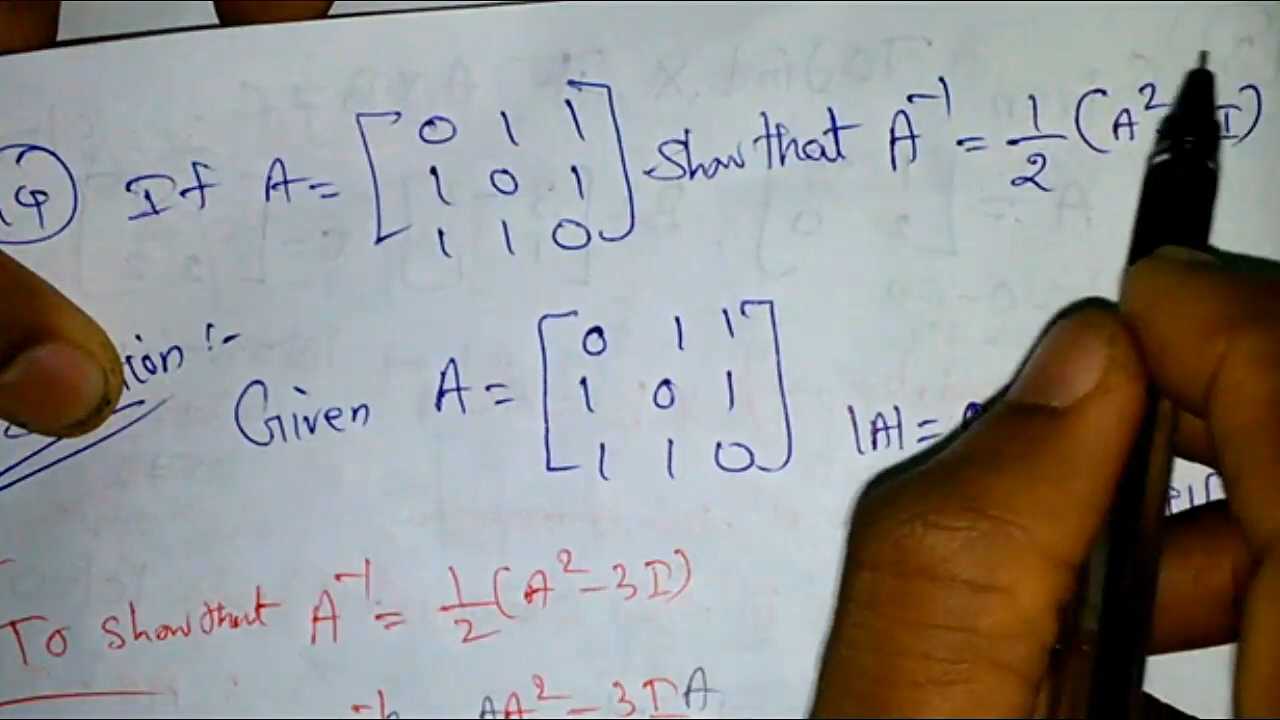 14 If A = [0 1 1
1 0 1
1 1 0] Show that A⁻¹ = 1/2 (A² I)
Given A = [0 1 1
1 0 1
1 1 0] |A| =
To show that A⁻¹ = 1/2 (A² - 3I)
AA² - 3IA